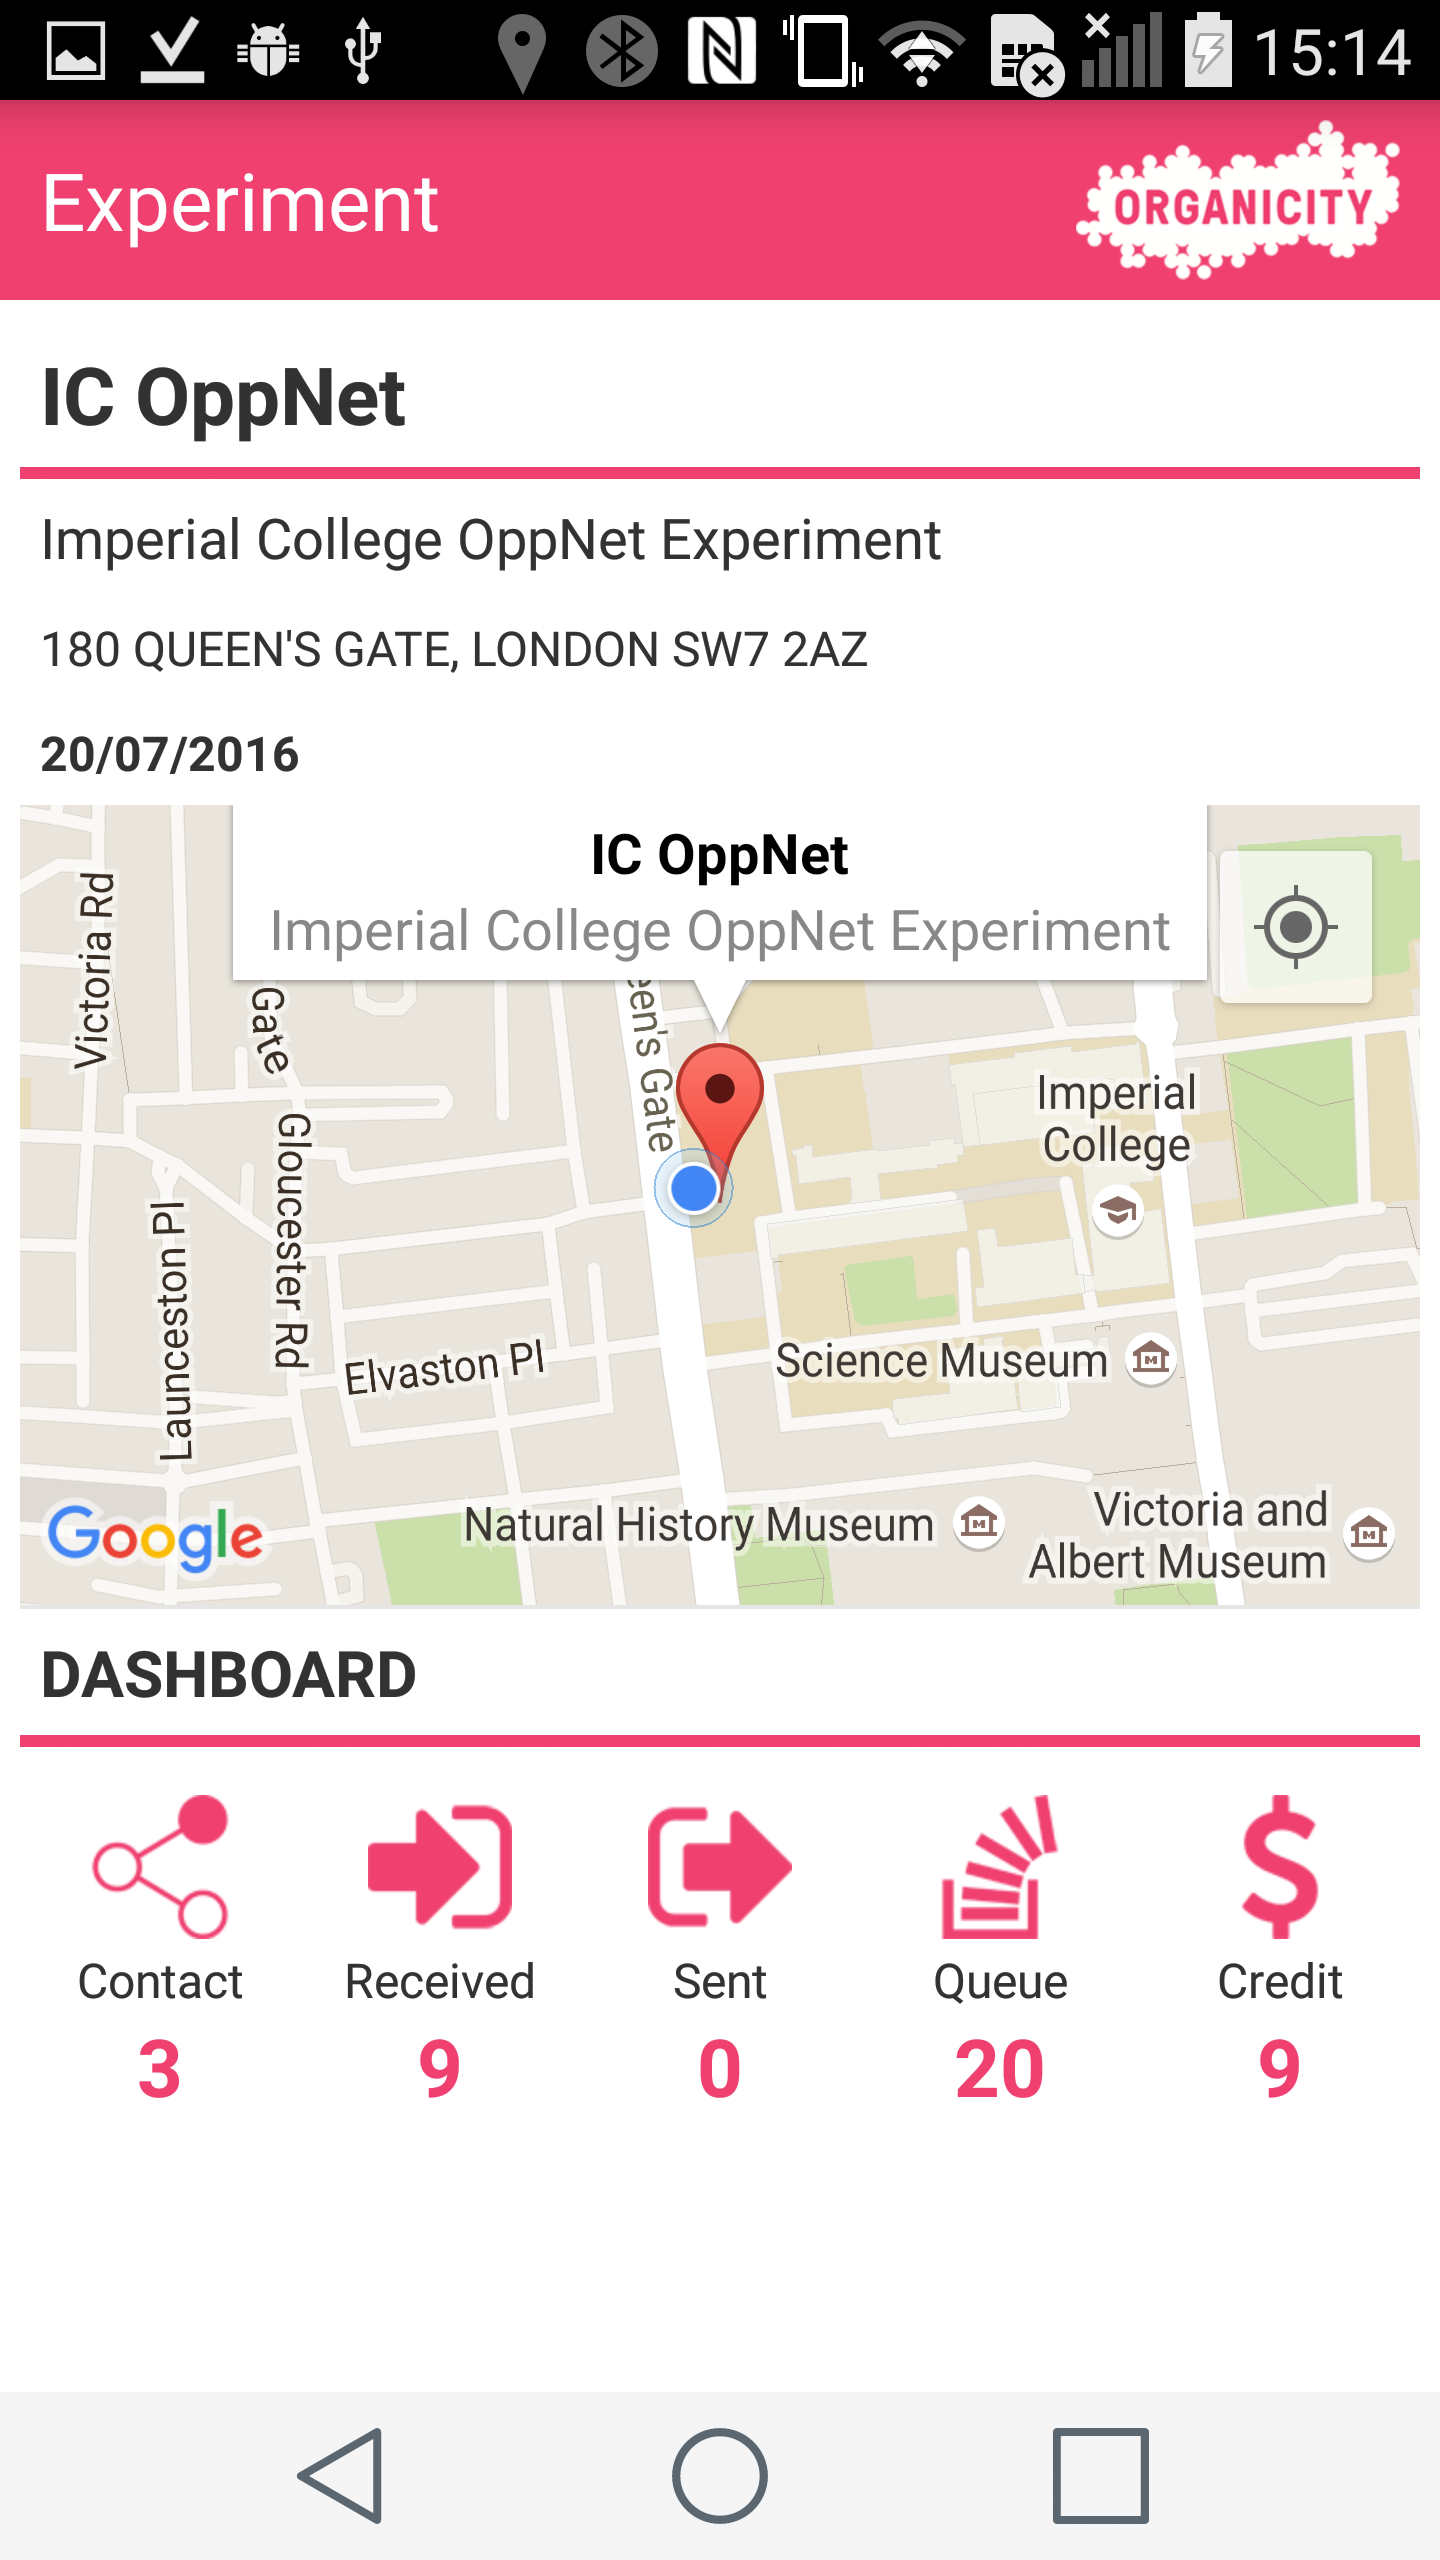 15:14
Experiment
ORGANICITY
IC OppNet
Imperial College OppNet Experiment
180 QUEEN'S GATE, LONDON SW7 2AZ
20/07/2016
IC OppNet
Imperial College OppNet Experiment
Victoria Rd
Gate
een's Gate
Imperial
College
Gloucester Rd
Launceston Pl
Elvaston Pl
Science Museum
M
Natural History Museum
M
Victoria and
Albert Museum
M
Google
DASHBOARD
Contact
Received
Sent
Queue
Credit
3
9
0
20
9